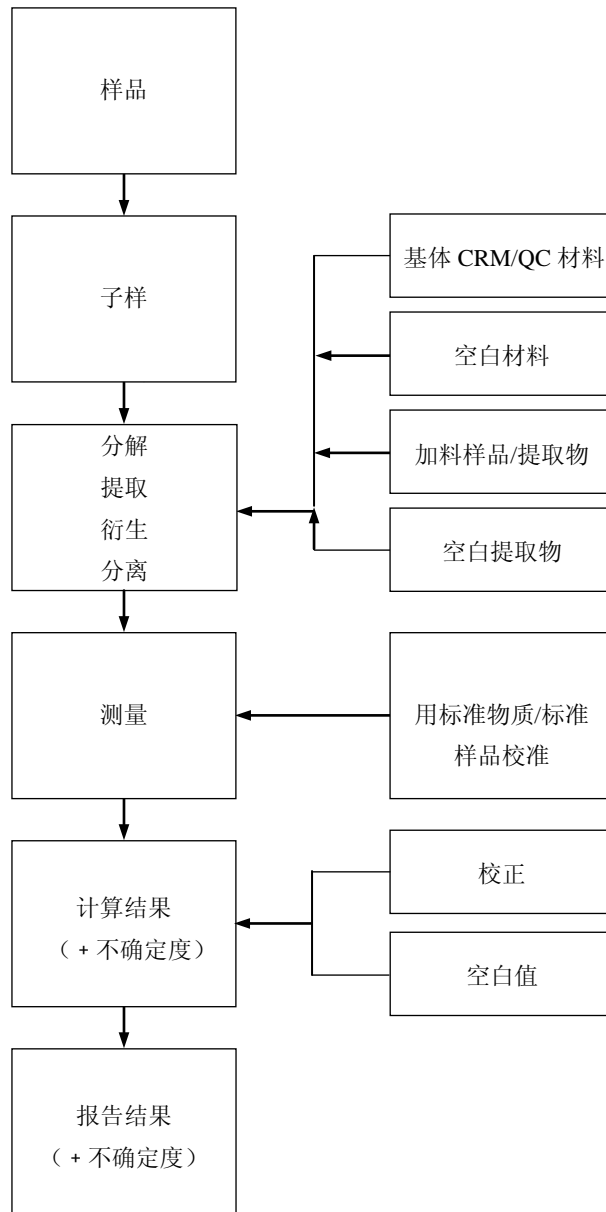 样品
子样
基体 CRM/QC 材料
空白材料
分解
提取
衍生
分离
加料样品/提取物
空白提取物
测量
用标准物质/标准
样品校准
计算结果
（ + 不确定度）
校正
空白值
报告结果
（ + 不确定度）